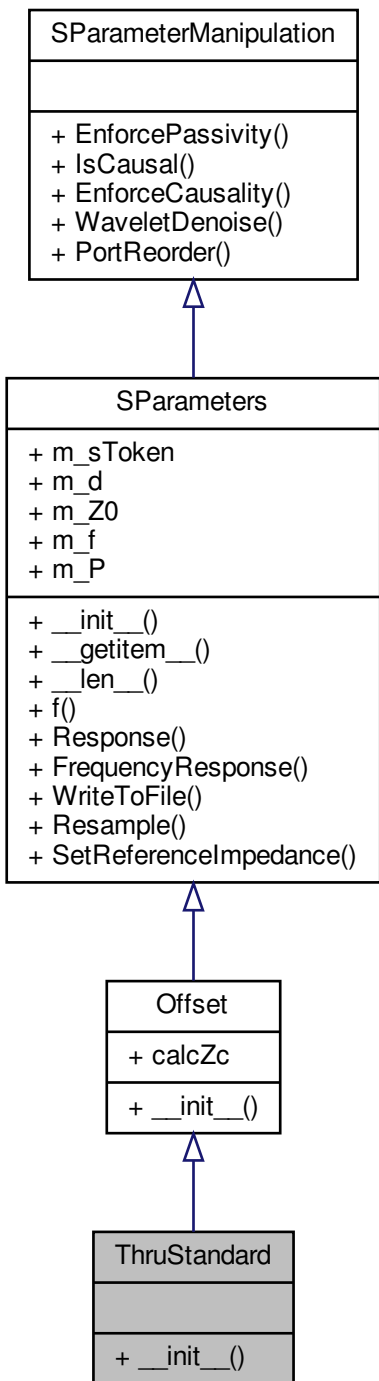 SParameterManipulation
+ EnforcePassivity()
+ IsCausal()
+ EnforceCausality()
+ WaveletDenoise()
+ PortReorder()
SParameters
+ m_sToken
+ m_d
+ m_Z0
+ m_f
+ m_P
+ __init__()
+ __getitem__()
+ __len__()
+ f()
+ Response()
+ FrequencyResponse()
+ WriteToFile()
+ Resample()
+ SetReferenceImpedance()
Offset
+ calcZc
+ __init__()
ThruStandard
+ __init__()